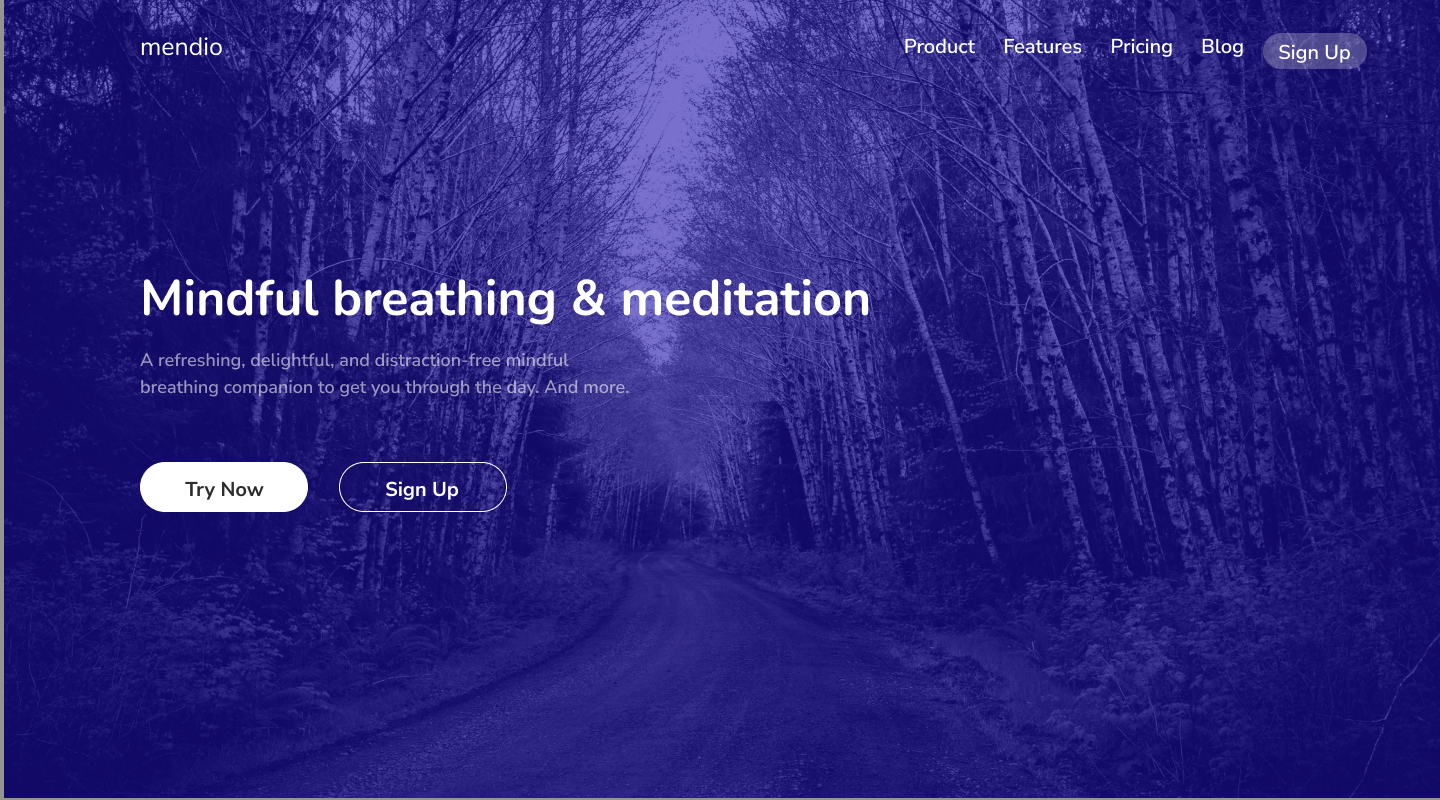 mendio
Product Features Pricing Blog Sign Up
Mindful breathing & meditation
A refreshing, delightful, and distraction-free mindful
breathing companion to get you through the day. And more.
Try Now Sign Up